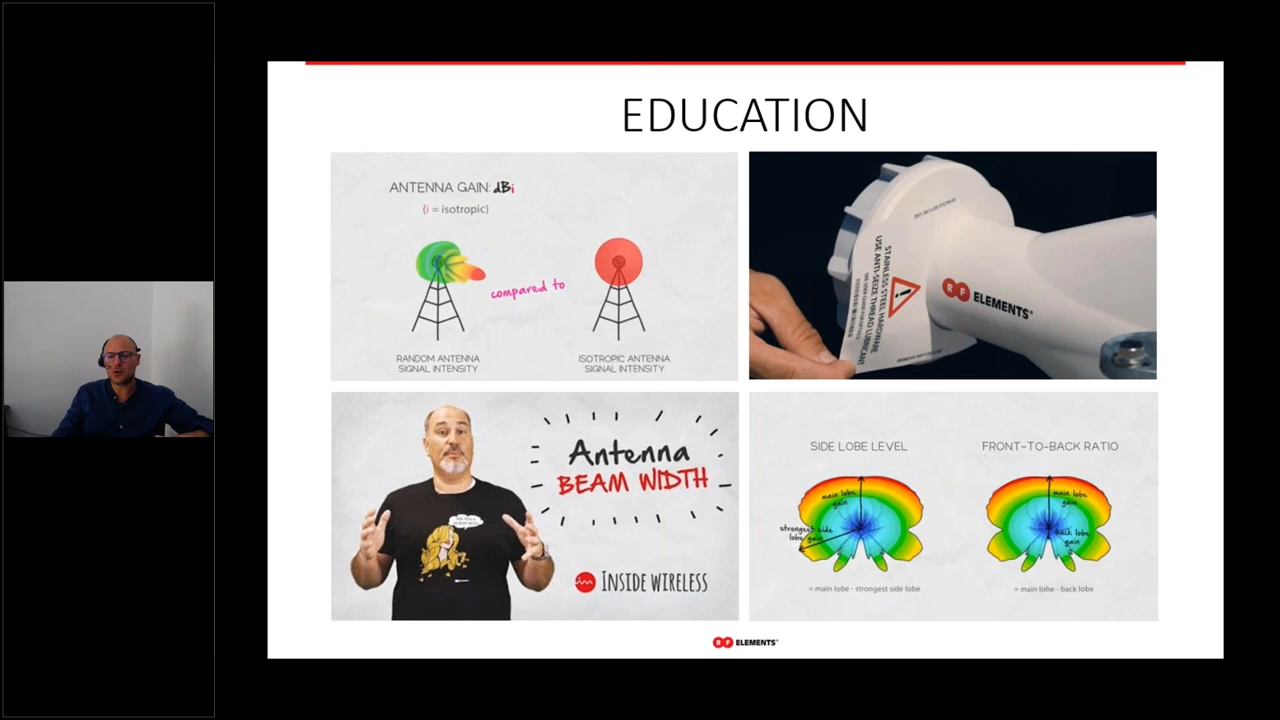 EDUCATION
ANTENNA GAIN: dBi
(i = isotropic)
compared to
RANDOM ANTENNA
SIGNAL INTENSITY
ISOTROPIC ANTENNA
SIGNAL INTENSITY
STAINLESS STEEL HARDWARE
USE ANTI-SEIZE THREAD LUBRICANT
RF ELEMENTS
Antenna
BEAM WIDTH
INSIDE WIRELESS
SIDE LOBE LEVEL
main lobe
gain
strongest side
lobe gain
= main lobe - strongest side lobe
FRONT-TO-BACK RATIO
main lobe
gain
back lobe
gain
= main lobe - back lobe
RF ELEMENTS